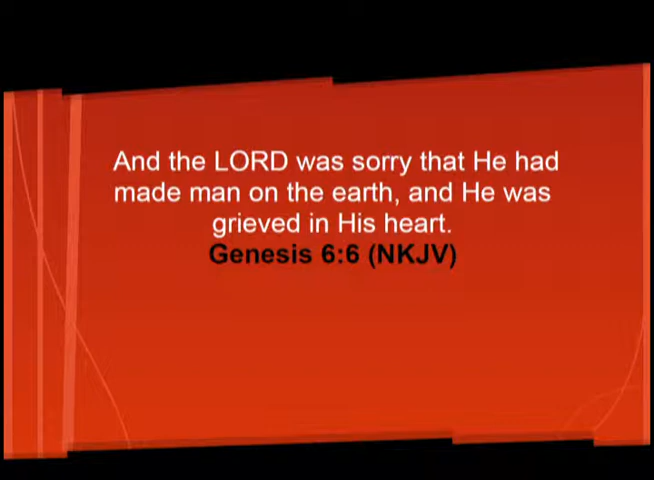 And the LORD was sorry that He had
made man on the earth, and He was
grieved in His heart.
Genesis 6:6 (NKJV)